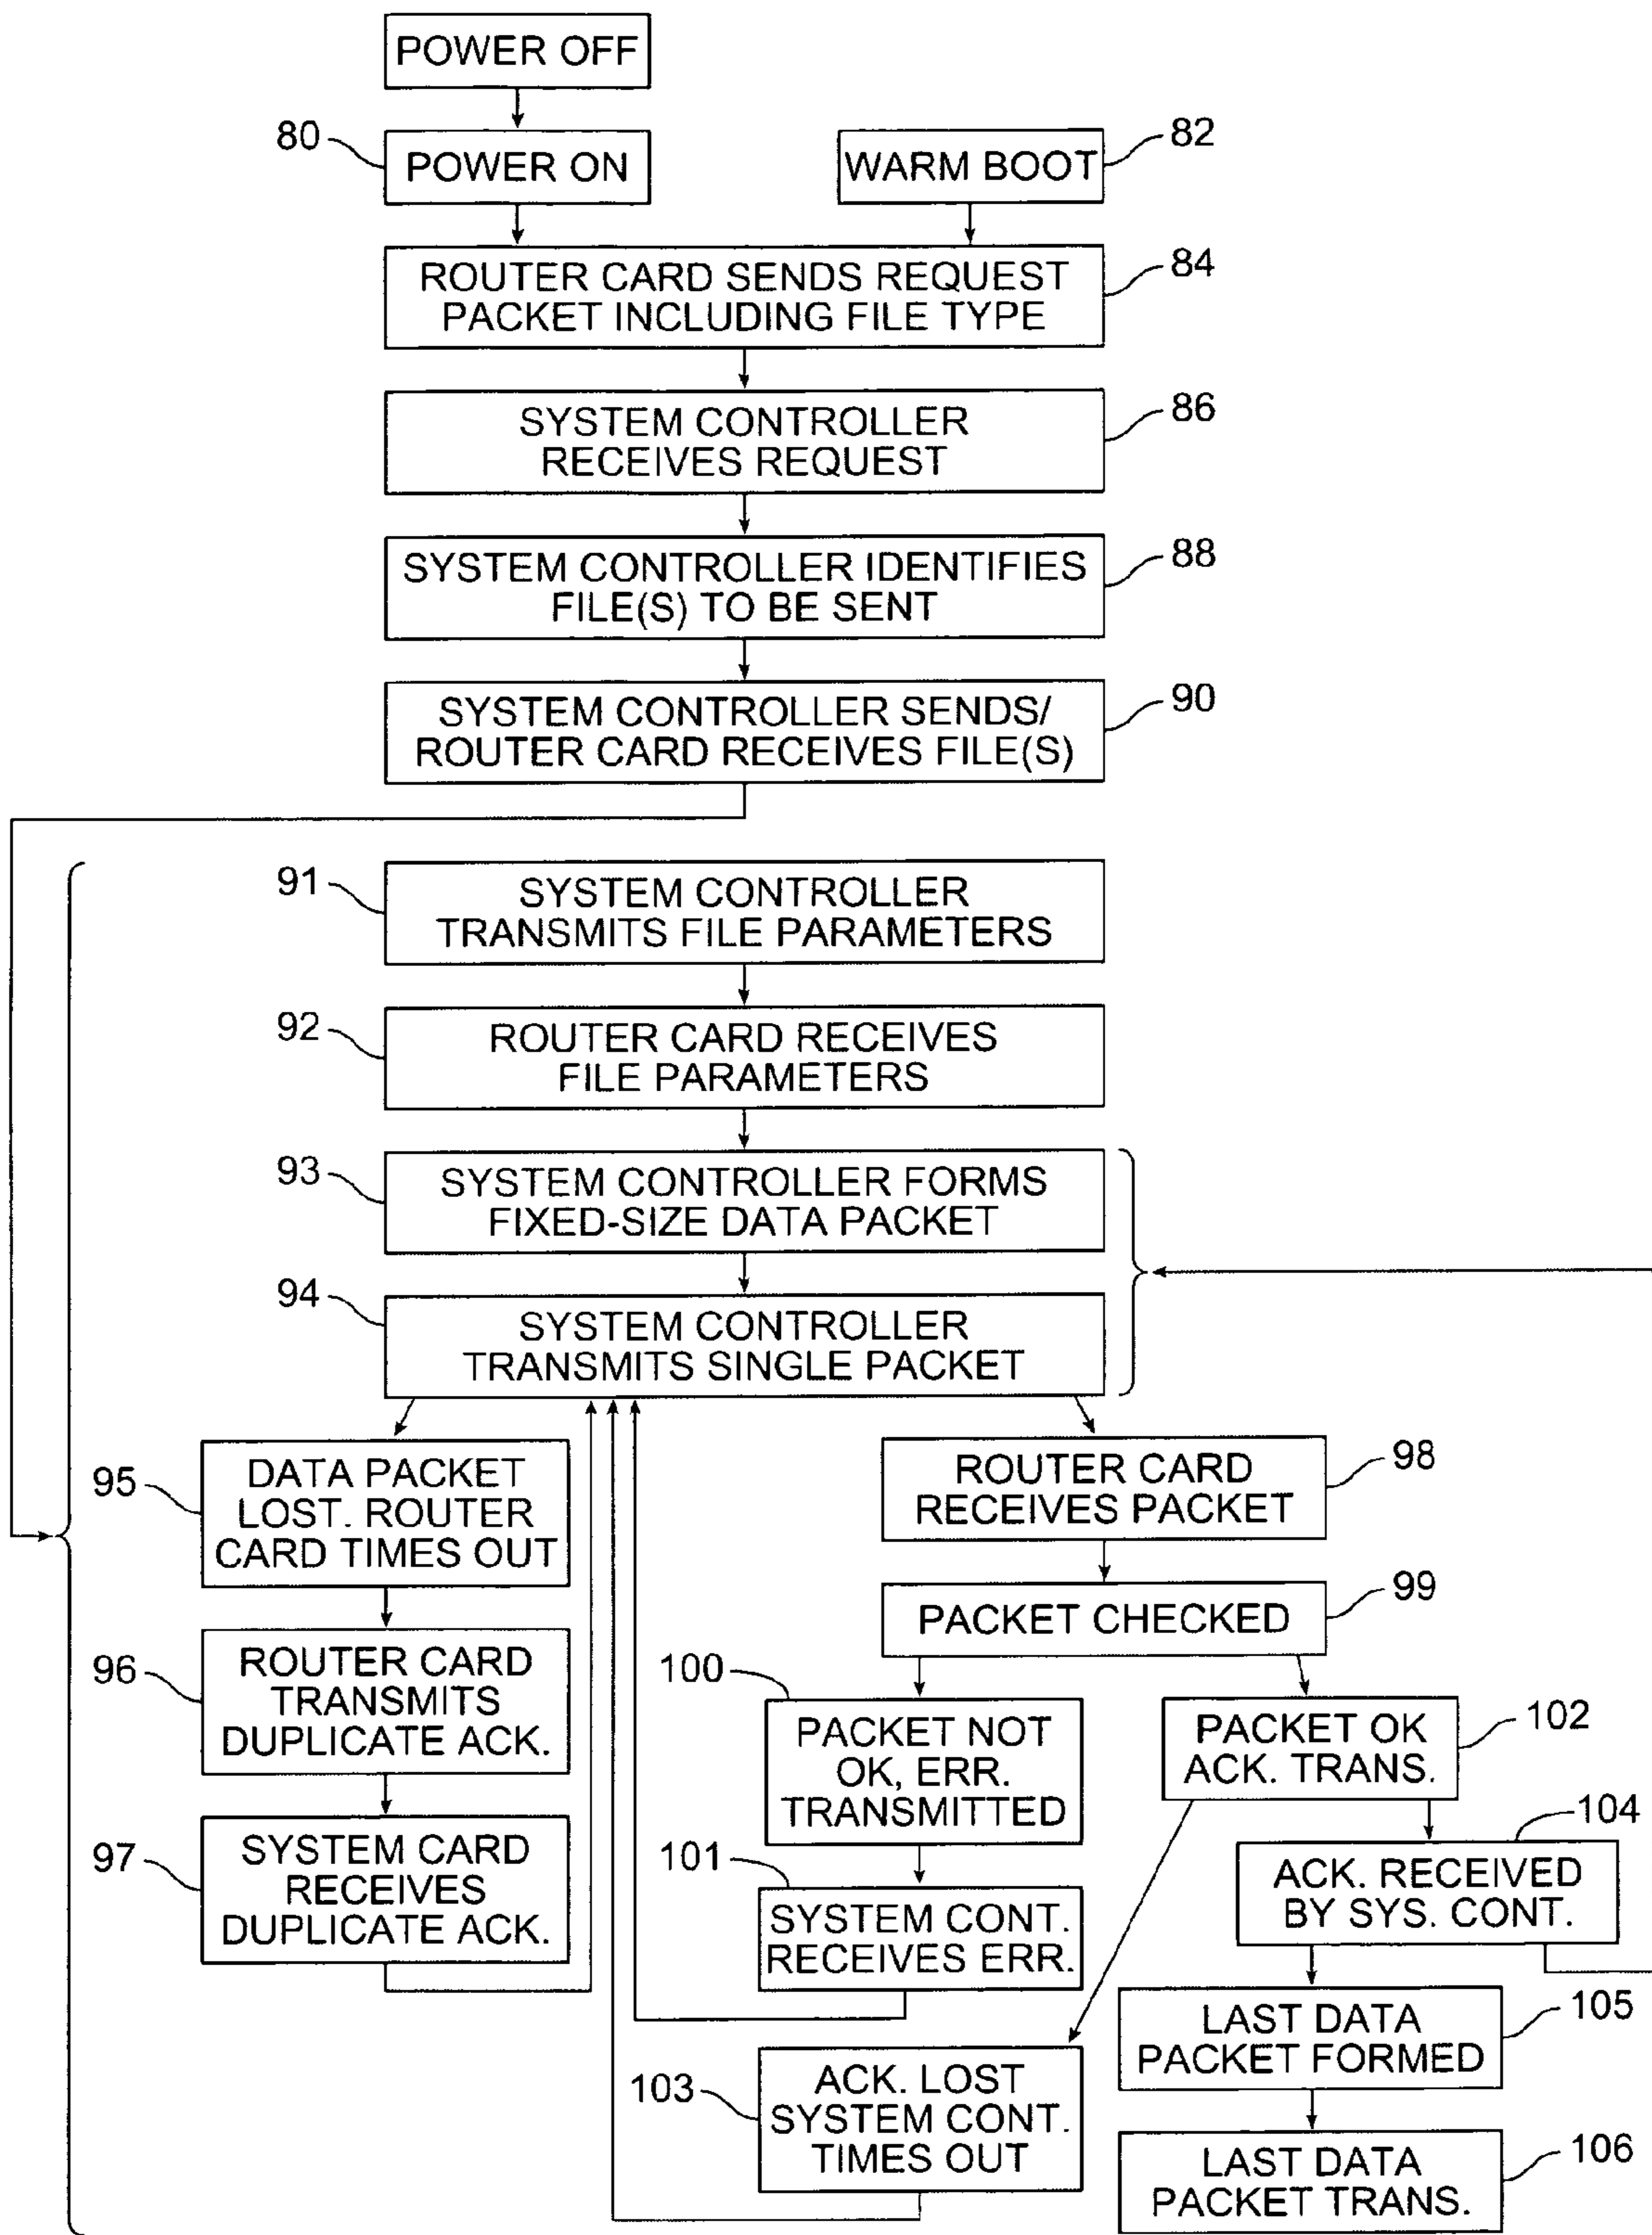 POWER OFF
80
POWER ON
WARM BOOT
82
ROUTER CARD SENDS REQUEST
PACKET INCLUDING FILE TYPE
84
SYSTEM CONTROLLER
RECEIVES REQUEST
86
SYSTEM CONTROLLER IDENTIFIES
FILE(S) TO BE SENT
88
SYSTEM CONTROLLER SENDS/
ROUTER CARD RECEIVES FILE(S)
90
91
SYSTEM CONTROLLER
TRANSMITS FILE PARAMETERS
92
ROUTER CARD RECEIVES
FILE PARAMETERS
93
SYSTEM CONTROLLER FORMS
FIXED-SIZE DATA PACKET
94
SYSTEM CONTROLLER
TRANSMITS SINGLE PACKET
95
DATA PACKET
LOST. ROUTER
CARD TIMES OUT
96
ROUTER CARD
TRANSMITS
DUPLICATE ACK.
97
SYSTEM CARD
RECEIVES
DUPLICATE ACK.
ROUTER CARD
RECEIVES PACKET
98
PACKET CHECKED
99
100
PACKET NOT
OK, ERR.
TRANSMITTED
101
SYSTEM CONT.
RECEIVES ERR.
PACKET OK
ACK. TRANS.
102
103
ACK. LOST
SYSTEM CONT.
TIMES OUT
104
ACK. RECEIVED
BY SYS. CONT.
LAST DATA
PACKET FORMED
105
LAST DATA
PACKET TRANS.
106